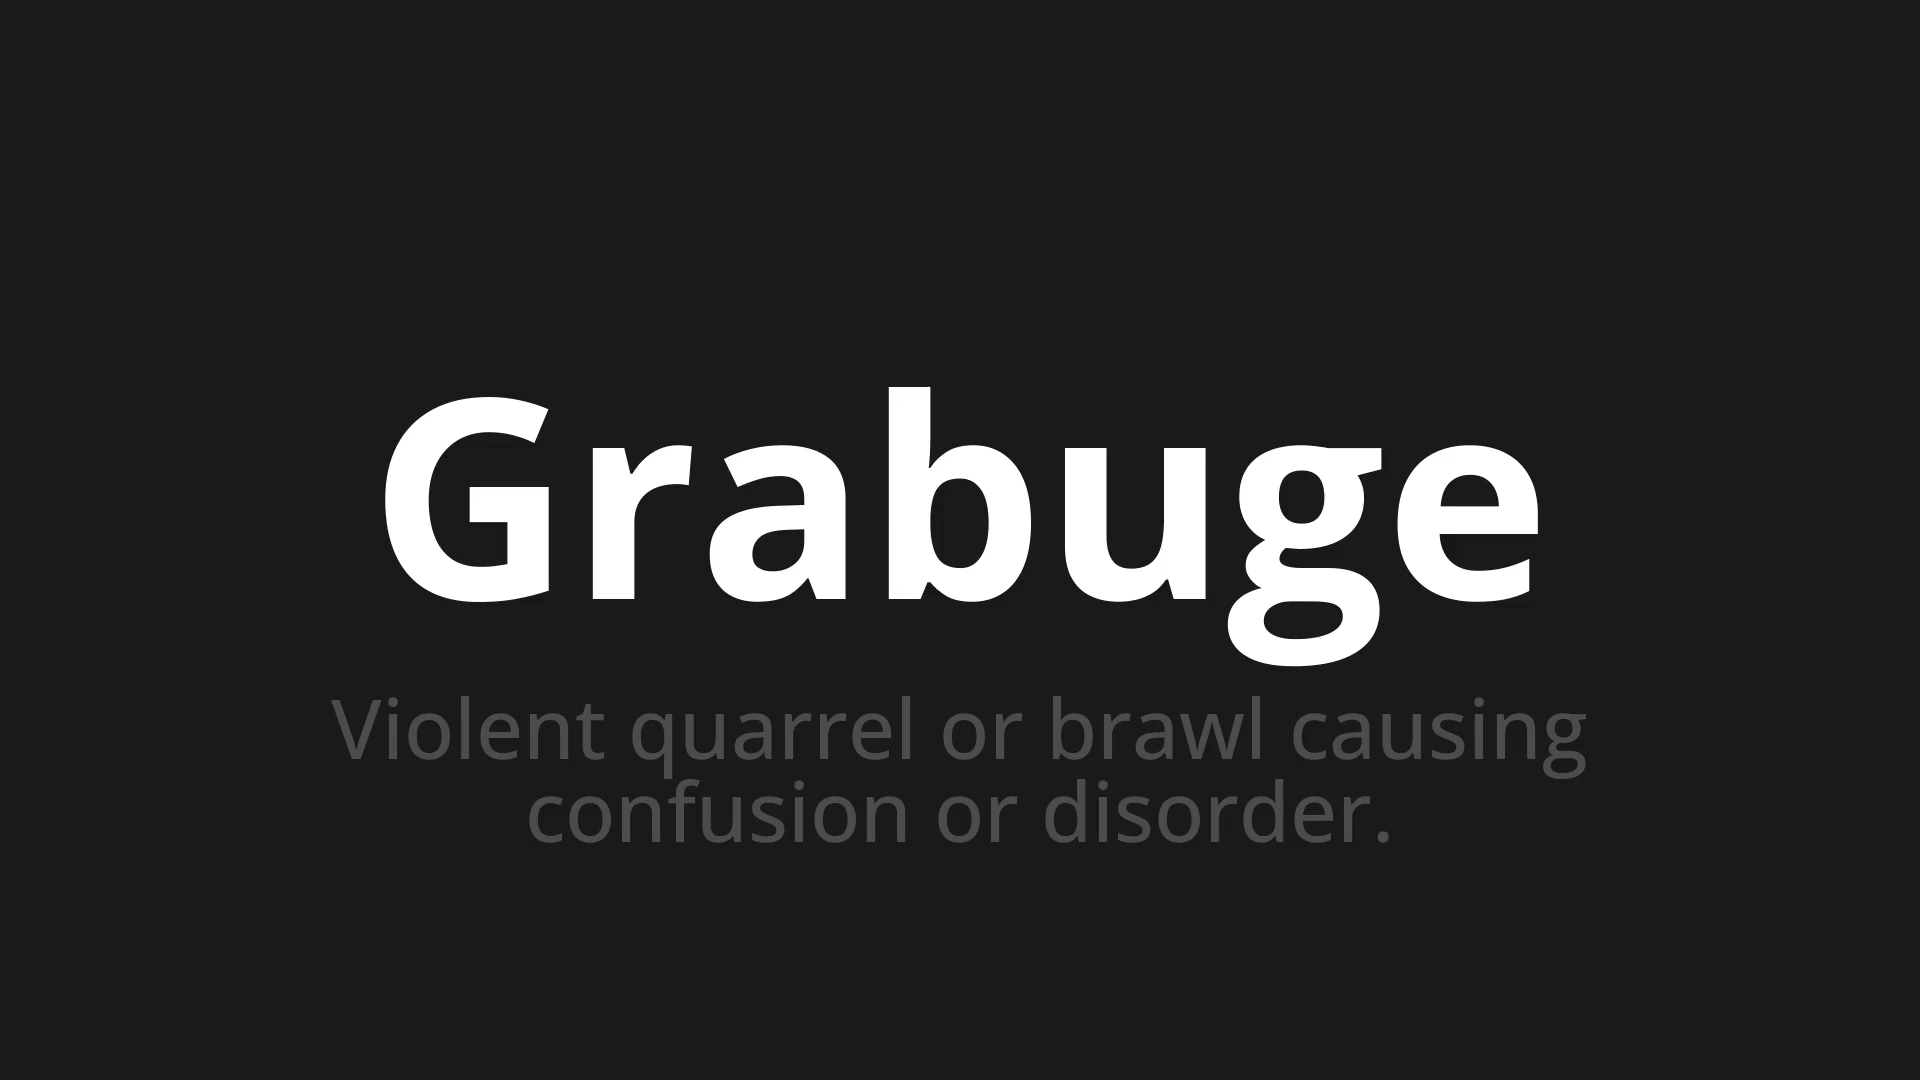 Grabuge
Violent quarrel or brawl causing
confusion or disorder.